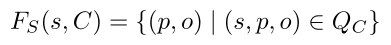 F_S(s, C) = {(p, o) | (s, p, o) ∈ Q_C}